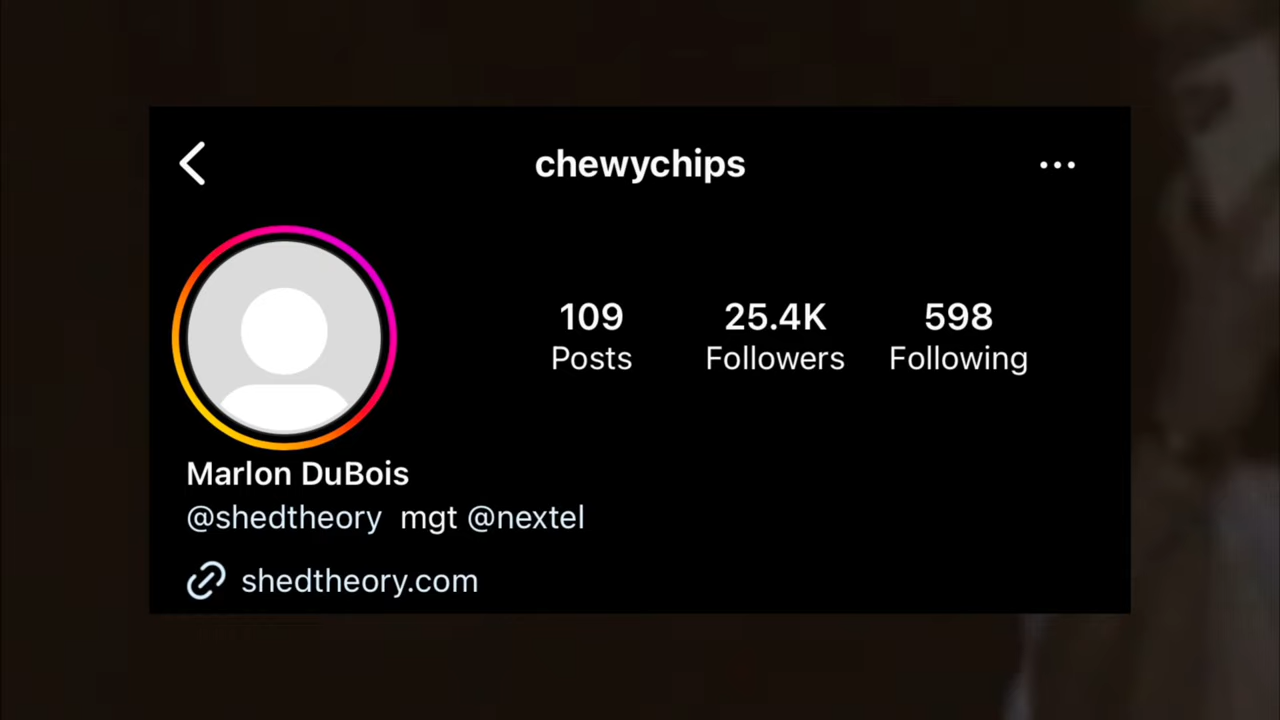 chewychips
109 25.4K 598
Posts Followers Following
Marlon DuBois
@shedtheory mgt @nextel
shedtheory.com